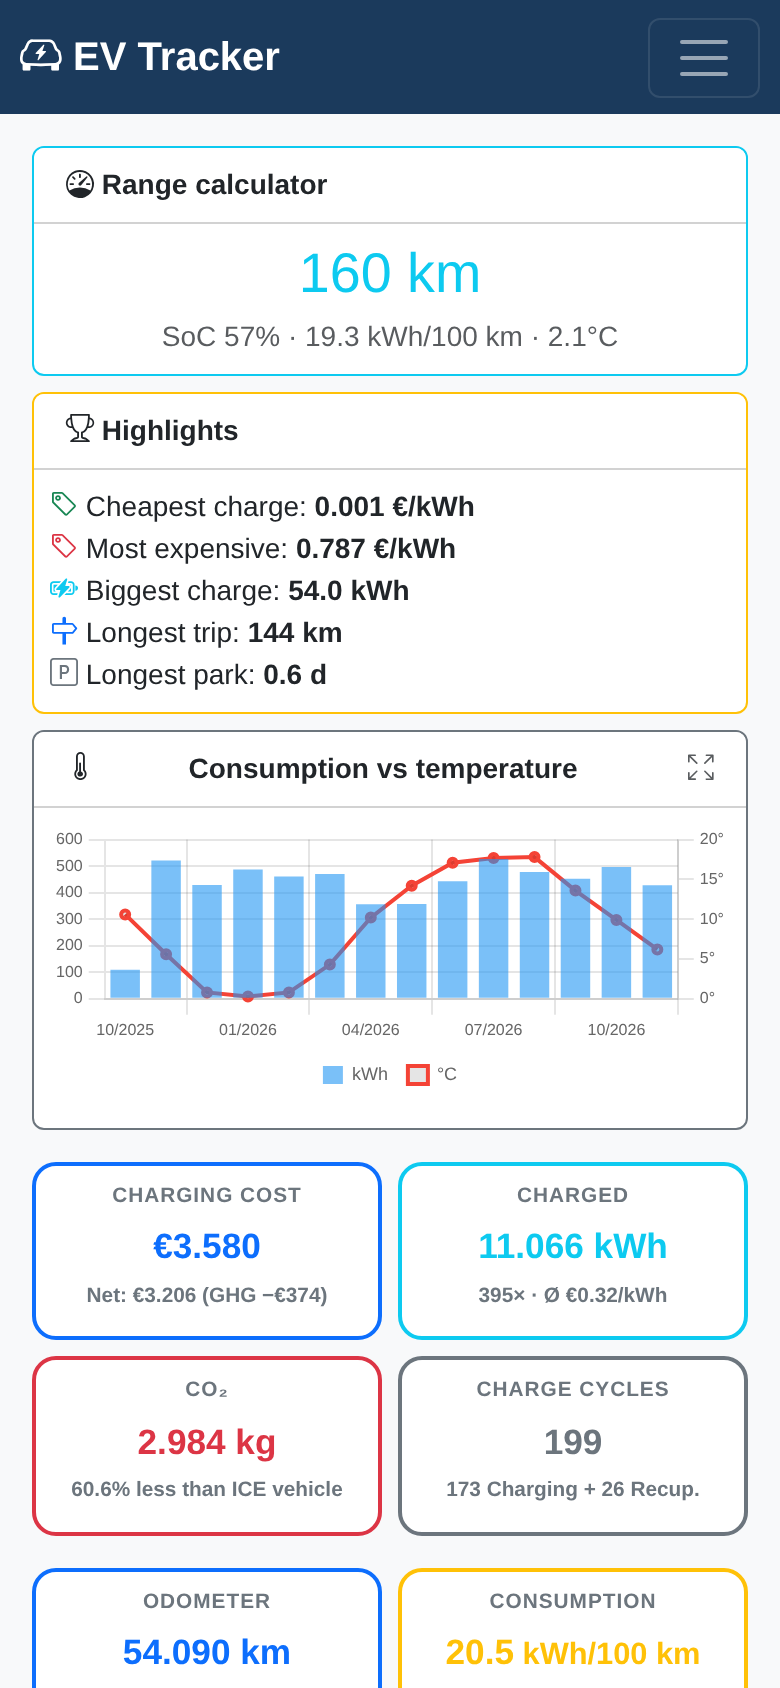 EV Tracker
Range calculator
160 km
SoC 57% · 19.3 kWh/100 km · 2.1°C
Highlights
Cheapest charge: 0.001 €/kWh
Most expensive: 0.787 €/kWh
Biggest charge: 54.0 kWh
Longest trip: 144 km
P Longest park: 0.6 d
Consumption vs temperature
600 20°
500
400 15°
300 10°
200
100 5°
0 0°
10/2025 01/2026 04/2026 07/2026 10/2026
kWh °C
CHARGING COST
€3.580
Net: €3.206 (GHG −€374)
CHARGED
11.066 kWh
395× · Ø €0.32/kWh
CO₂
2.984 kg
60.6% less than ICE vehicle
CHARGE CYCLES
199
173 Charging + 26 Recup.
ODOMETER
54.090 km
CONSUMPTION
20.5 kWh/100 km